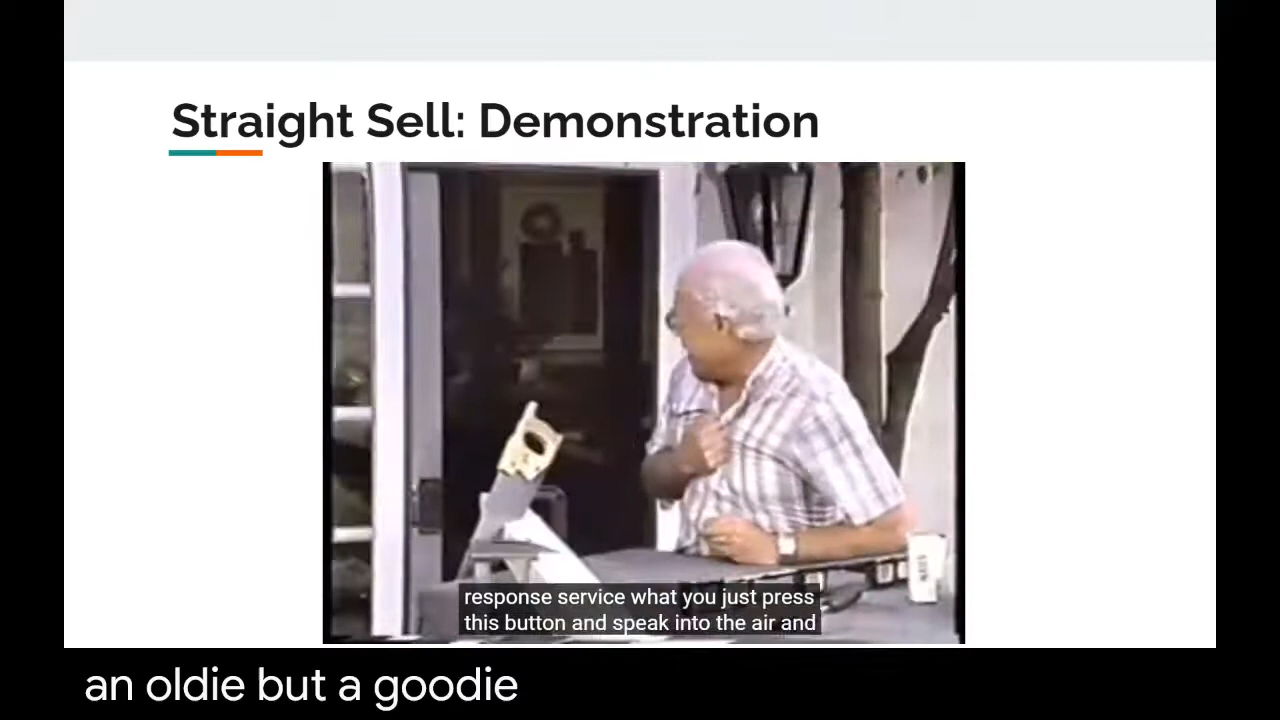 Straight Sell: Demonstration
response service what you just press
this button and speak into the air and
an oldie but a goodie